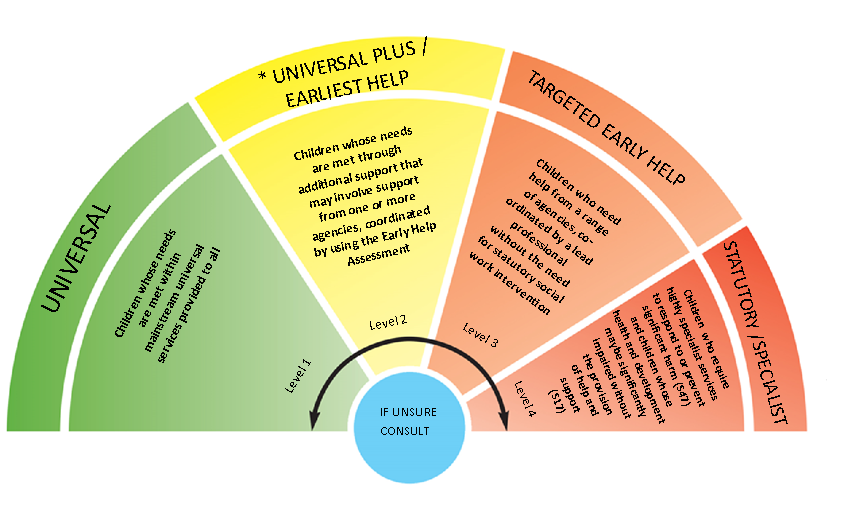 UNIVERSAL
Children whose needs
are met within
mainstream universal
services provided to all
Level 1
* UNIVERSAL PLUS /
EARLIEST HELP
Children whose needs
are met through
additional support that
may involve support
from one or more
agencies, coordinated
by using the Early Help
Assessment
Level 2
TARGETED EARLY HELP
Children who need
help from a range
of agencies, co-
ordinated by a lead
professional
without the need
for statutory social
work intervention
Level 3
STATUTORY / SPECIALIST
Children who require
highly specialist services
to respond to or prevent
significant harm (S47)
and children whose
health and development
maybe significantly
impaired without
the provision
of help and
support
(S17)
Level 4
IF UNSURE
CONSULT